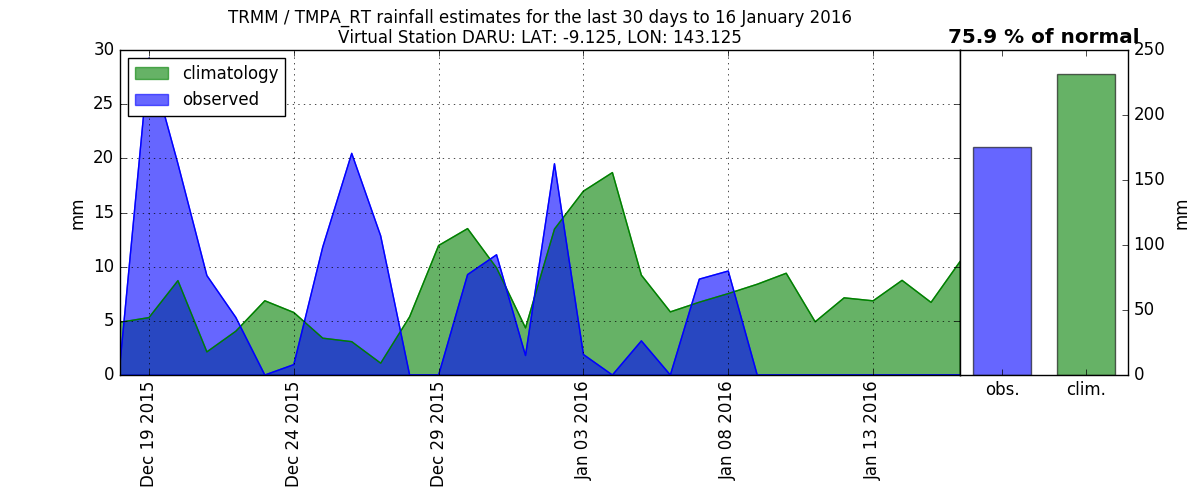 TRMM / TMPA_RT rainfall estimates for the last 30 days to 16 January 2016
Virtual Station DARU: LAT: -9.125, LON: 143.125
75.9 % of normal
30
25
20
15
10
5
0
mm
climatology
observed
Dec 19 2015
Dec 24 2015
Dec 29 2015
Jan 03 2016
Jan 08 2016
Jan 13 2016
250
200
150
100
50
0
mm
obs.
clim.